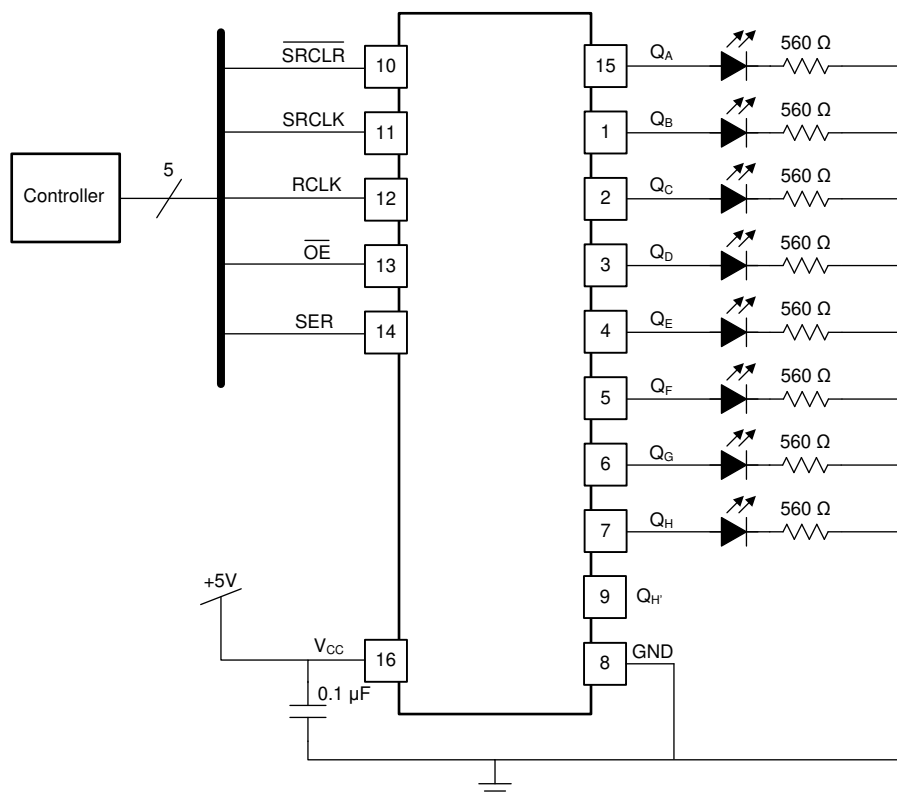 Controller
5
SRCLR
10
SRCLK
11
RCLK
12
OE
13
SER
14
+5V
VCC
16
0.1 µF
15
QA
560 Ω
1
QB
560 Ω
2
QC
560 Ω
3
QD
560 Ω
4
QE
560 Ω
5
QF
560 Ω
6
QG
560 Ω
7
QH
560 Ω
9
QH'
8
GND